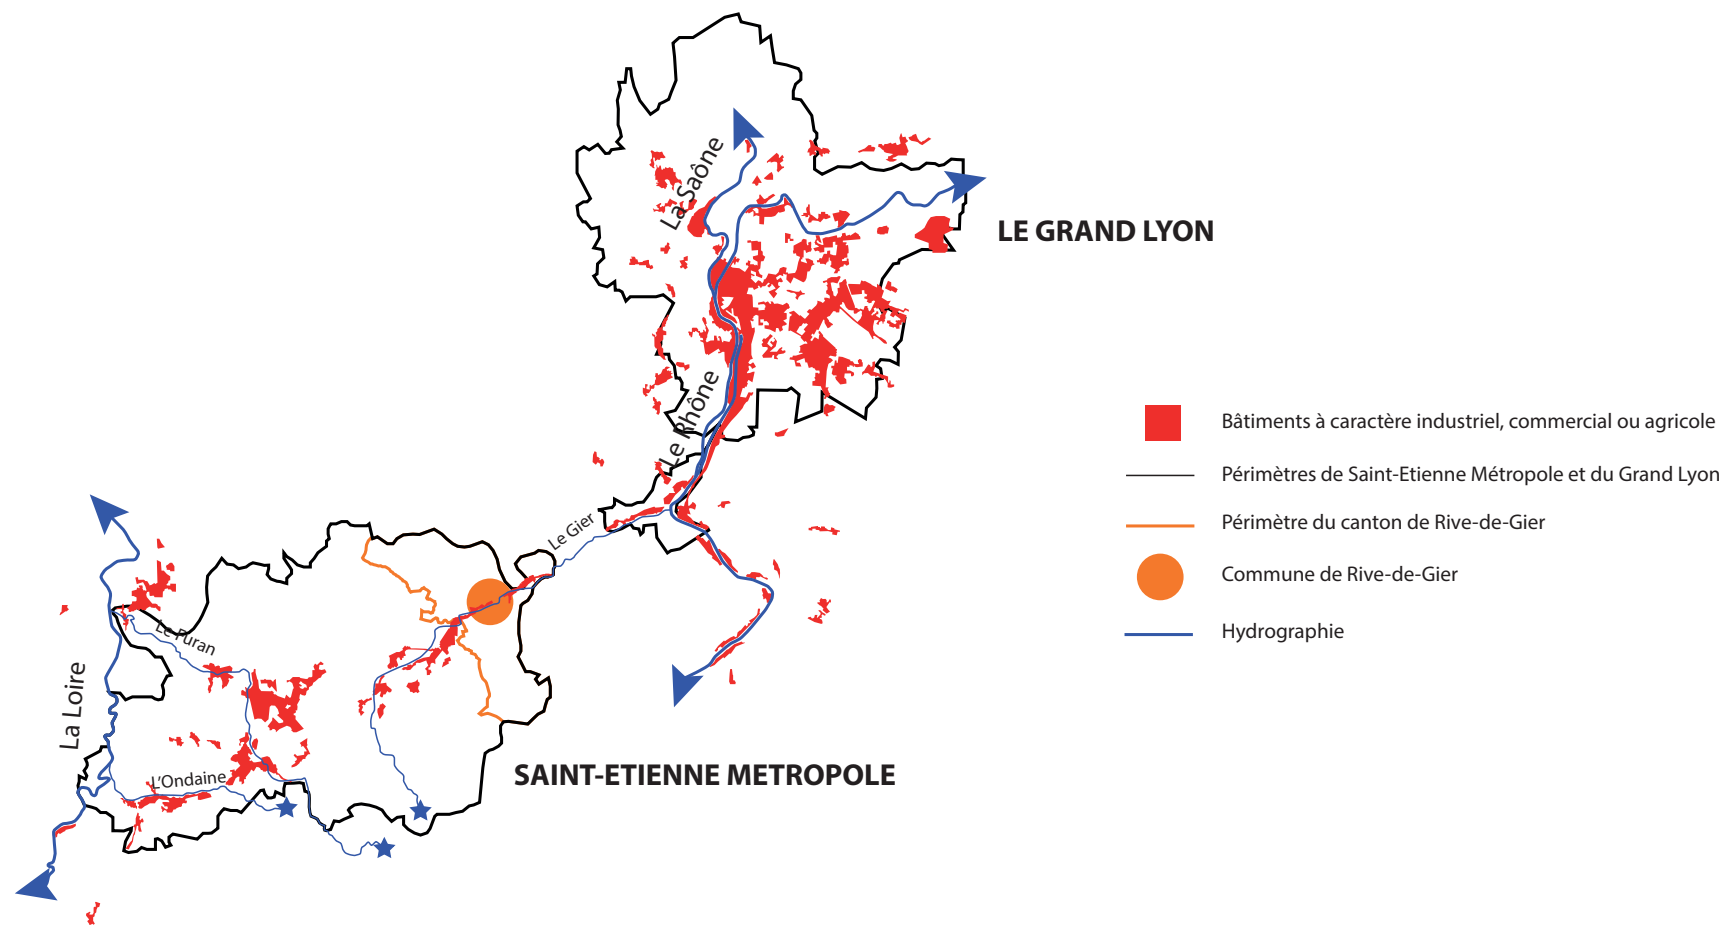 La Saône
LE GRAND LYON
Le Rhône
Bâtiments à caractère industriel, commercial ou agricole
Périmètres de Saint-Etienne Métropole et du Grand Lyon
Périmètre du canton de Rive-de-Gier
Commune de Rive-de-Gier
Hydrographie
Le Gier
Le Furan
La Loire
L'Ondaine
SAINT-ETIENNE METROPOLE